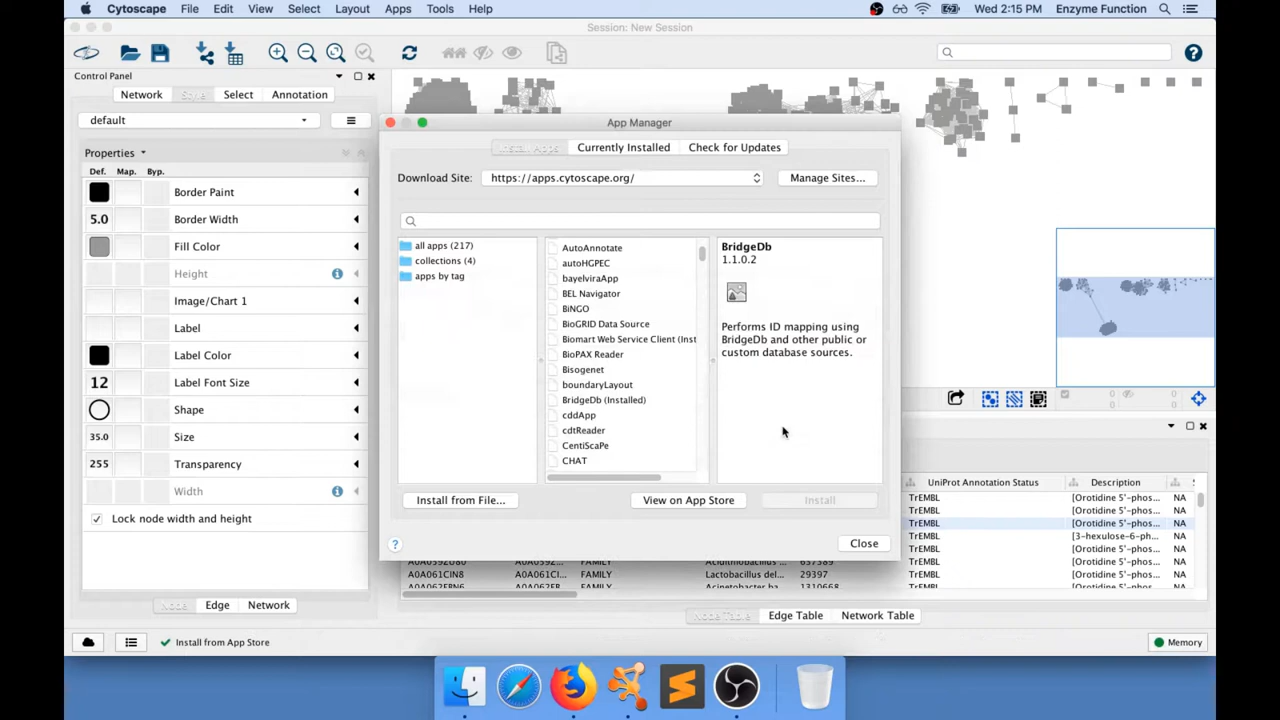 Cytoscape File Edit View Select Layout Apps Tools Help Wed 2:15 PM Enzyme Function
Session: New Session
Control Panel
Network Style Select Annotation
default
Properties
Def. Map. Byp.
Border Paint
5.0 Border Width
Fill Color
Height
Image/Chart 1
Label
Label Color
12 Label Font Size
Shape
35.0 Size
255 Transparency
Width
Lock node width and height
Node Edge Network
Install from App Store
App Manager
Install Apps Currently Installed Check for Updates
Download Site: https://apps.cytoscape.org/ Manage Sites...
all apps (217)
collections (4)
apps by tag
AutoAnnotate
autoHGPEC
bayelviraApp
BEL Navigator
BiNGO
BioGRID Data Source
Biomart Web Service Client (Inst
BioPAX Reader
Bisogenet
boundaryLayout
BridgeDb (Installed)
cddApp
cdtReader
CentiScaPe
CHAT
BridgeDb
1.1.0.2
Performs ID mapping using
BridgeDb and other public or
custom database sources.
Install from File... View on App Store Install
? Close
UniProt Annotation Status Description
TrEMBL [Orotidine 5'-phos... NA
TrEMBL [Orotidine 5'-phos... NA
TrEMBL [Orotidine 5'-phos... NA
TrEMBL [3-hexulose-6-ph... NA
TrEMBL [Orotidine 5'-phos... NA
TrEMBL [Orotidine 5'-phos... NA
TrEMBL [Orotidine 5'-phos... NA
A0A061CIN8 A0A061C... FAMILY Lactobacillus del... 29397 TrEMBL [Orotidine 5'-phos... NA
Node Table Edge Table Network Table
Memory